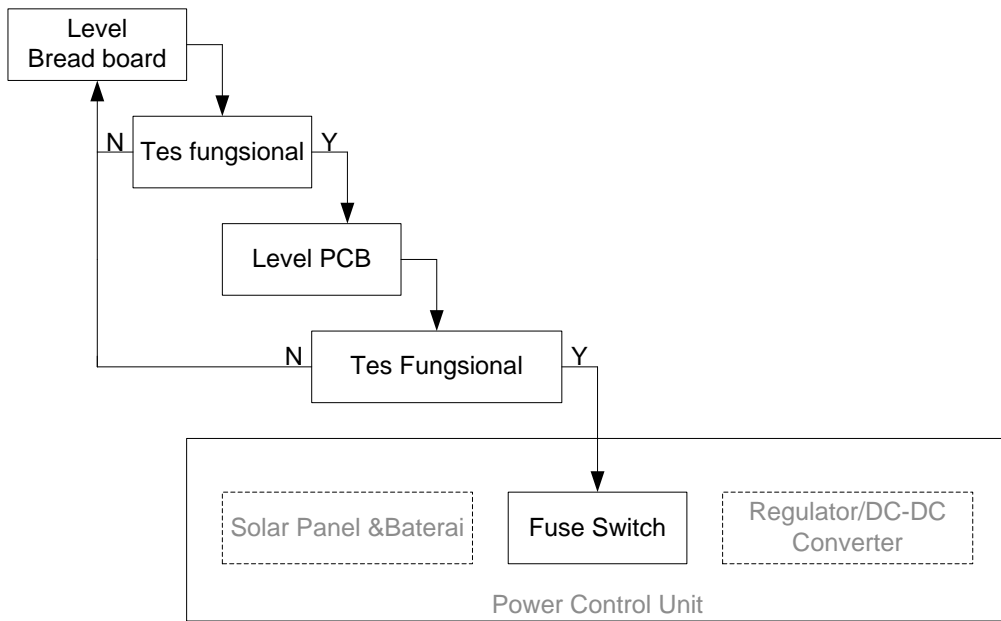 Level
Bread board
N
Tes fungsional
Y
Level PCB
N
Tes Fungsional
Y
Solar Panel &Baterai
Fuse Switch
Regulator/DC-DC
Converter
Power Control Unit